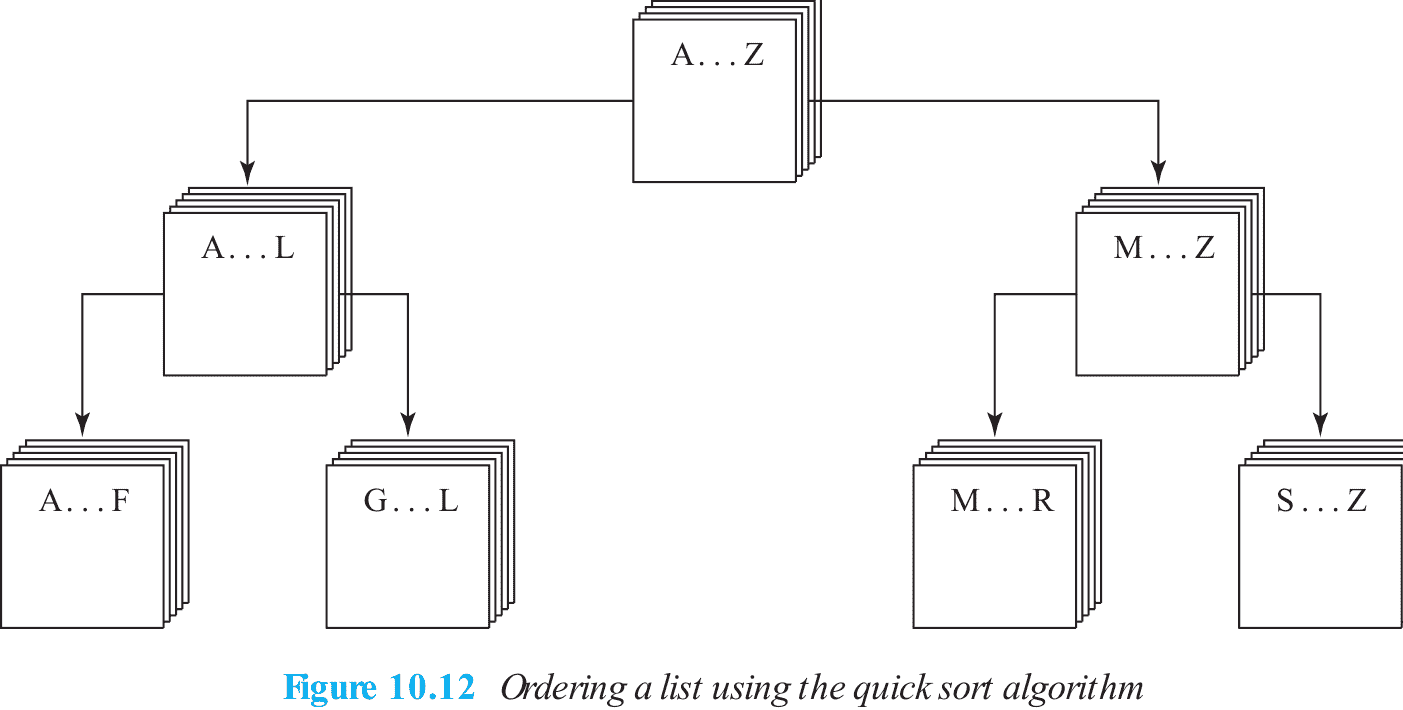 A...Z
A...L
M...Z
A...F
G...L
M...R
S...Z
Figure 10.12 Ordering a list using the quick sort algorithm